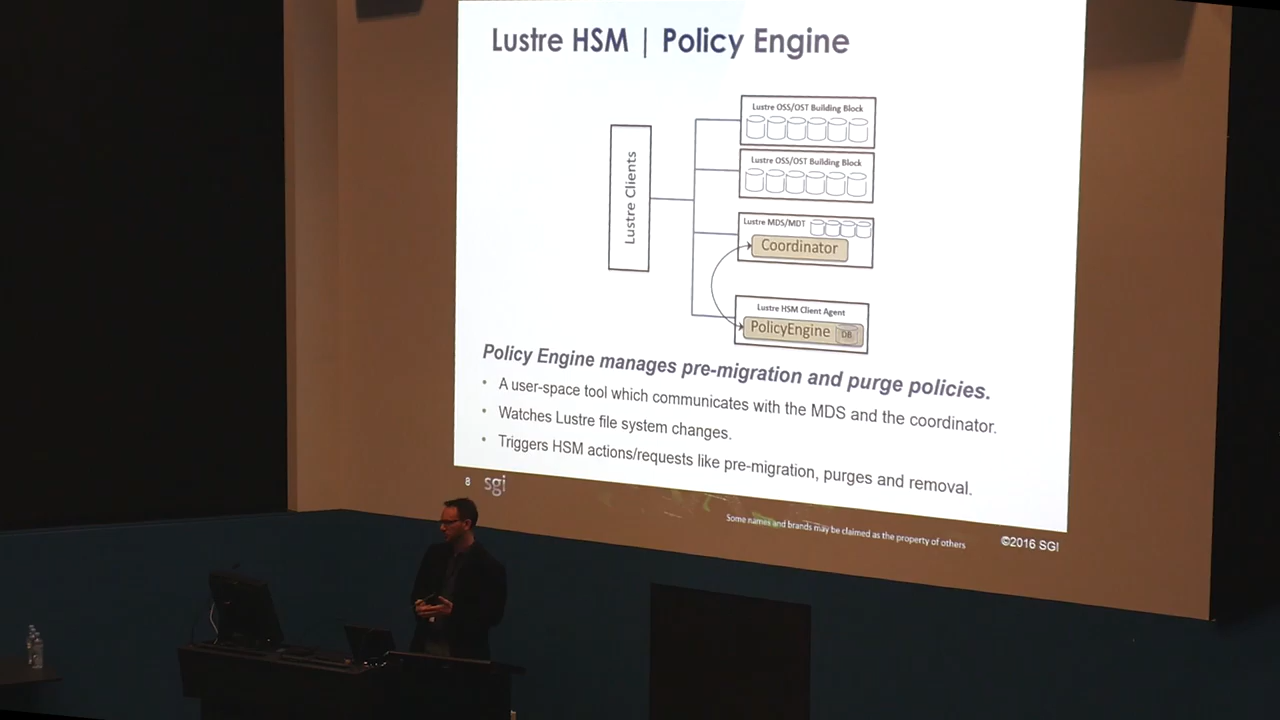 Lustre HSM | Policy Engine
Lustre Clients
Lustre OSS/OST Building Block
Lustre OSS/OST Building Block
Lustre MDS/MDT
Coordinator
Lustre HSM Client Agent
PolicyEngine
DB
Policy Engine manages pre-migration and purge policies.
• A user-space tool which communicates with the MDS and the coordinator.
• Watches Lustre file system changes.
• Triggers HSM actions/requests like pre-migration, purges and removal.
8 sgi
Some names and brands may be claimed as the property of others
©2016 SGI